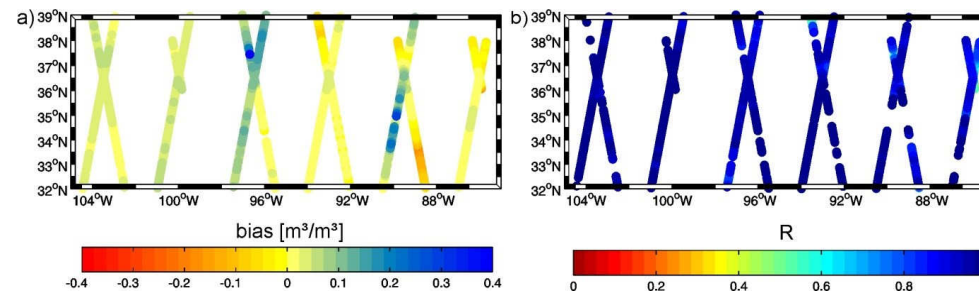 a)
39°N
38°N
37°N
36°N
35°N
34°N
33°N
32°N
104°W 100°W 96°W 92°W 88°W
bias [m³/m³]
-0.4 -0.3 -0.2 -0.1 0 0.1 0.2 0.3 0.4
b)
39°N
38°N
37°N
36°N
35°N
34°N
33°N
32°N
104°W 100°W 96°W 92°W 88°W
R
0 0.2 0.4 0.6 0.8